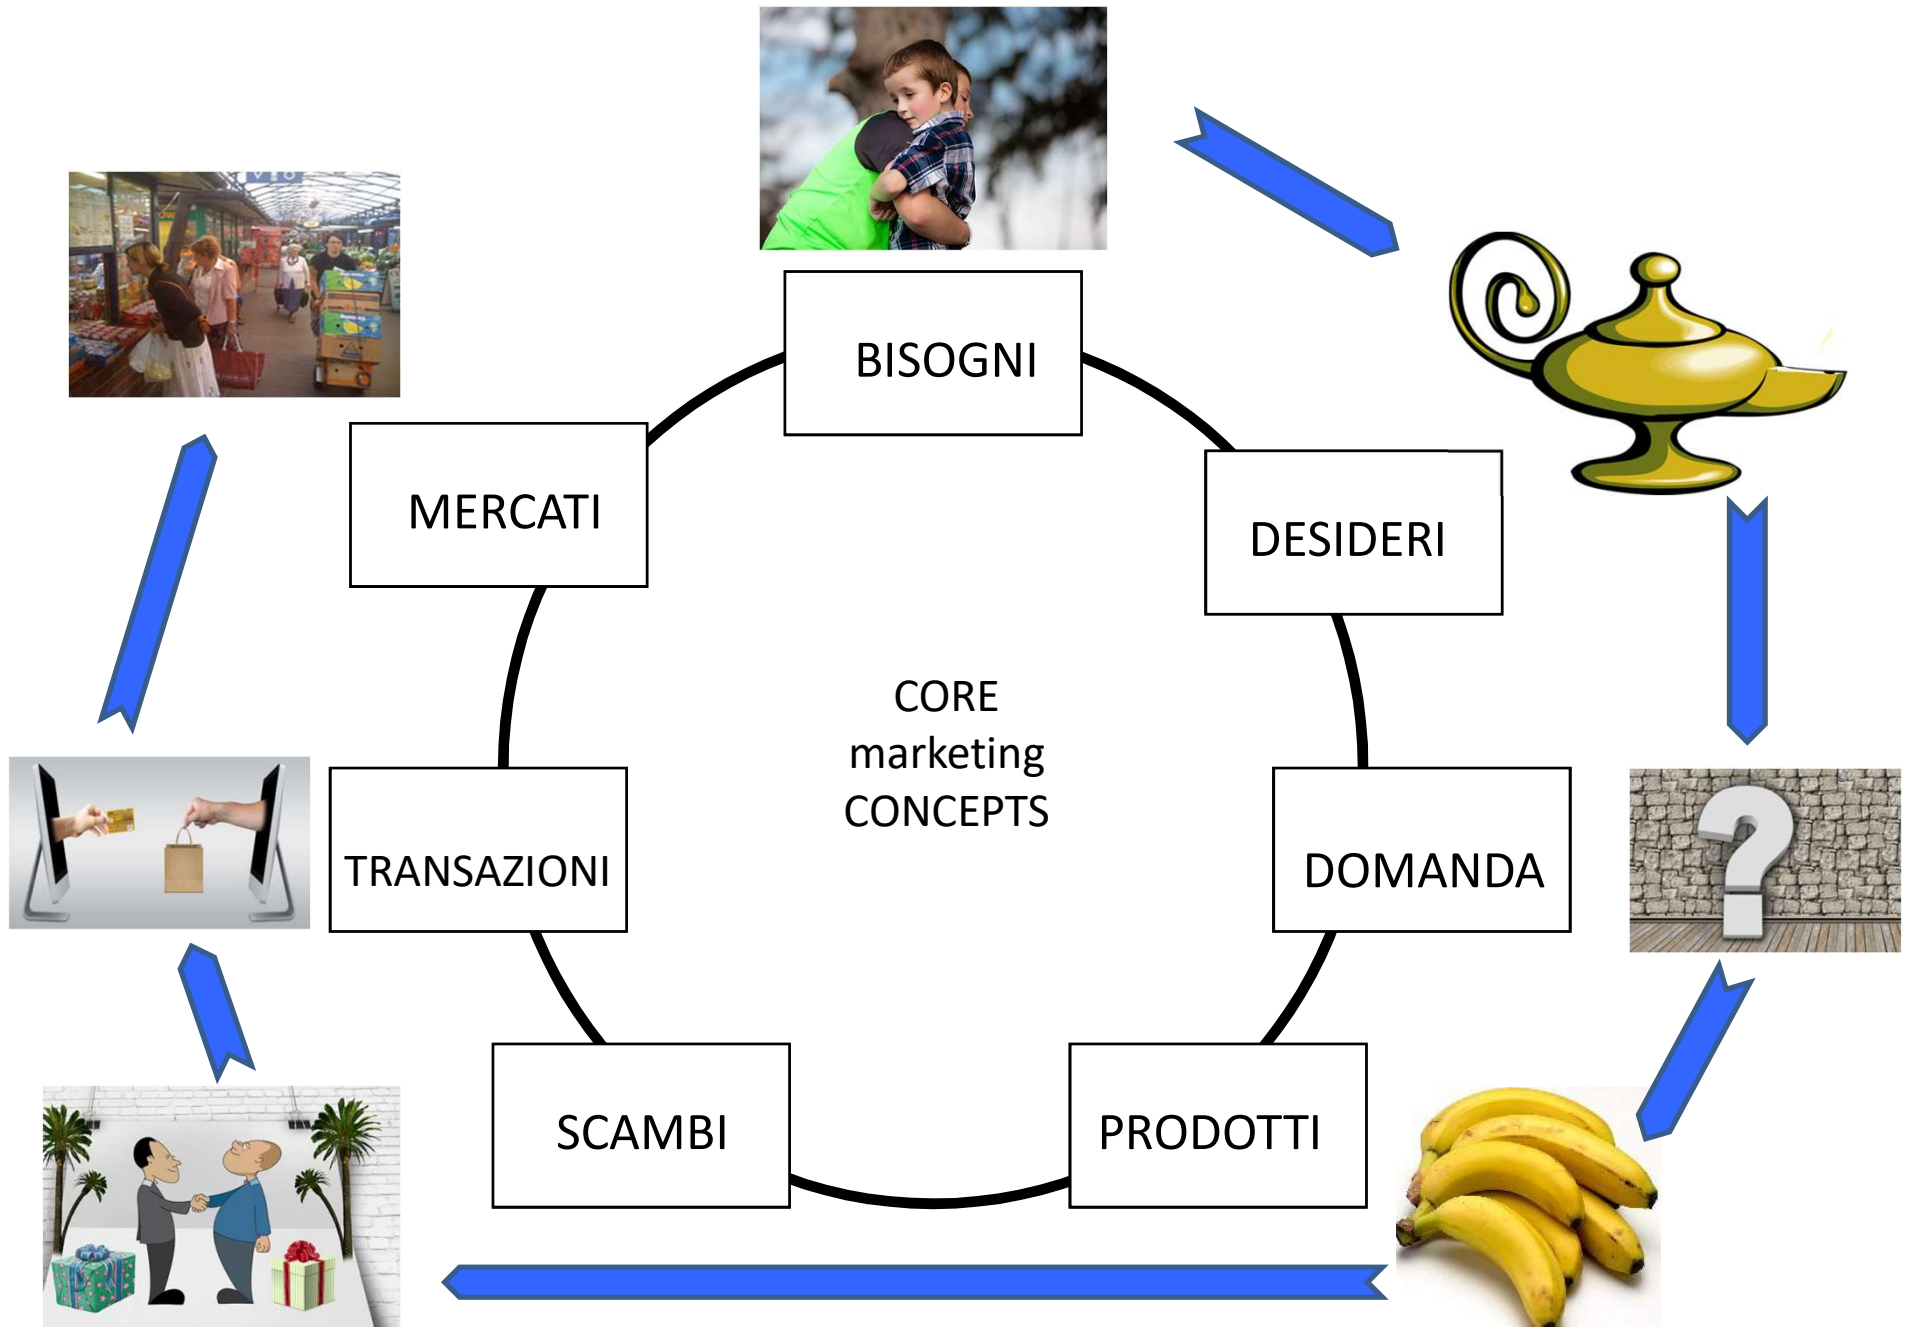 BISOGNI
DESIDERI
DOMANDA
PRODOTTI
SCAMBI
TRANSAZIONI
MERCATI
CORE
marketing
CONCEPTS